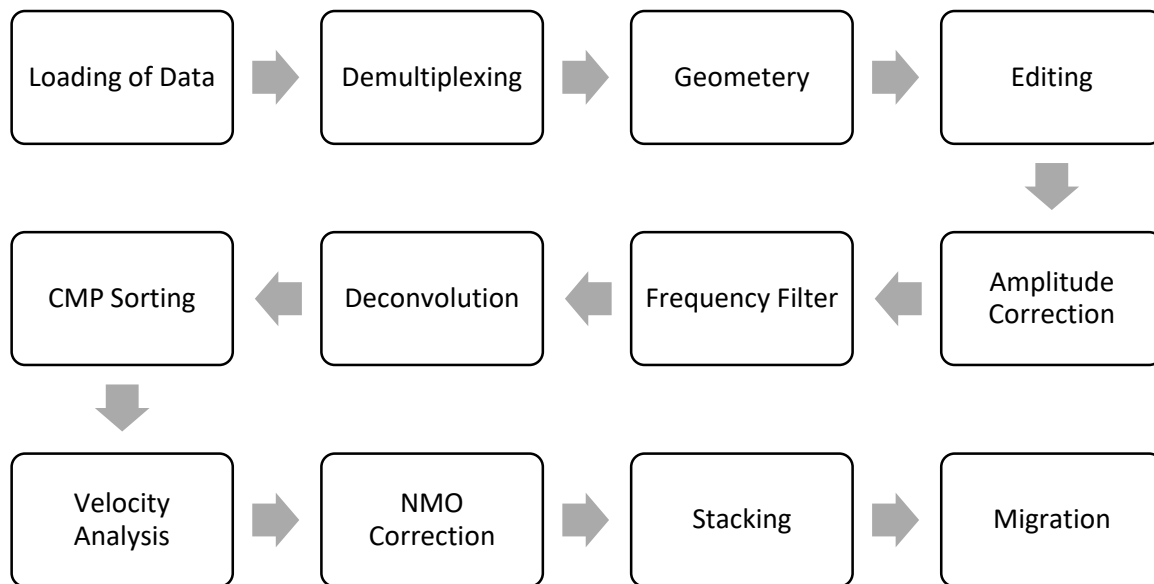 Loading of Data
Demultiplexing
Geometery
Editing
Amplitude
Correction
Frequency Filter
Deconvolution
CMP Sorting
Velocity
Analysis
NMO
Correction
Stacking
Migration